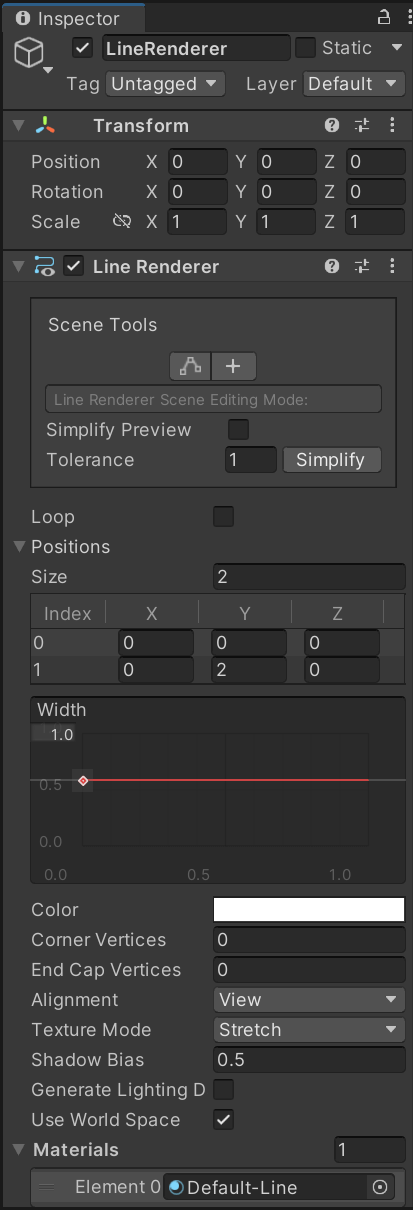 Inspector
LineRenderer Static
Tag Untagged Layer Default
Transform
Position X 0 Y 0 Z 0
Rotation X 0 Y 0 Z 0
Scale X 1 Y 1 Z 1
Line Renderer
Scene Tools
Line Renderer Scene Editing Mode:
Simplify Preview
Tolerance 1 Simplify
Loop
Positions
Size 2
Index X Y Z
0 0 0 0
1 0 2 0
Width
1.0
0.5
0.0
0.0 0.5 1.0
Color
Corner Vertices 0
End Cap Vertices 0
Alignment View
Texture Mode Stretch
Shadow Bias 0.5
Generate Lighting D
Use World Space
Materials 1
Element 0 Default-Line